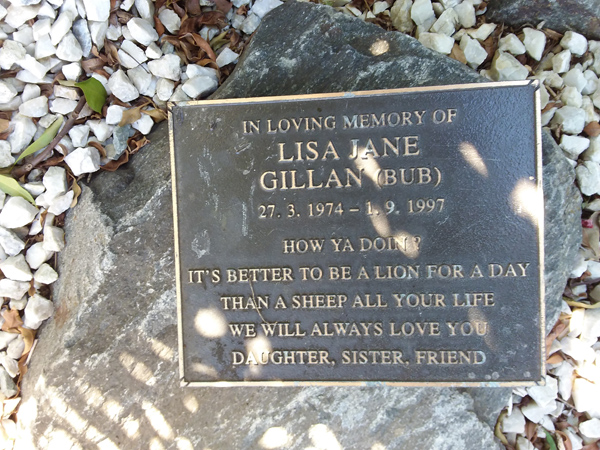 IN LOVING MEMORY OF
LISA JANE
GILLAN (BUB)
27. 3. 1974 – 1. 9. 1997
HOW YA DOIN'?
IT'S BETTER TO BE A LION FOR A DAY
THAN A SHEEP ALL YOUR LIFE
WE WILL ALWAYS LOVE YOU
DAUGHTER, SISTER, FRIEND